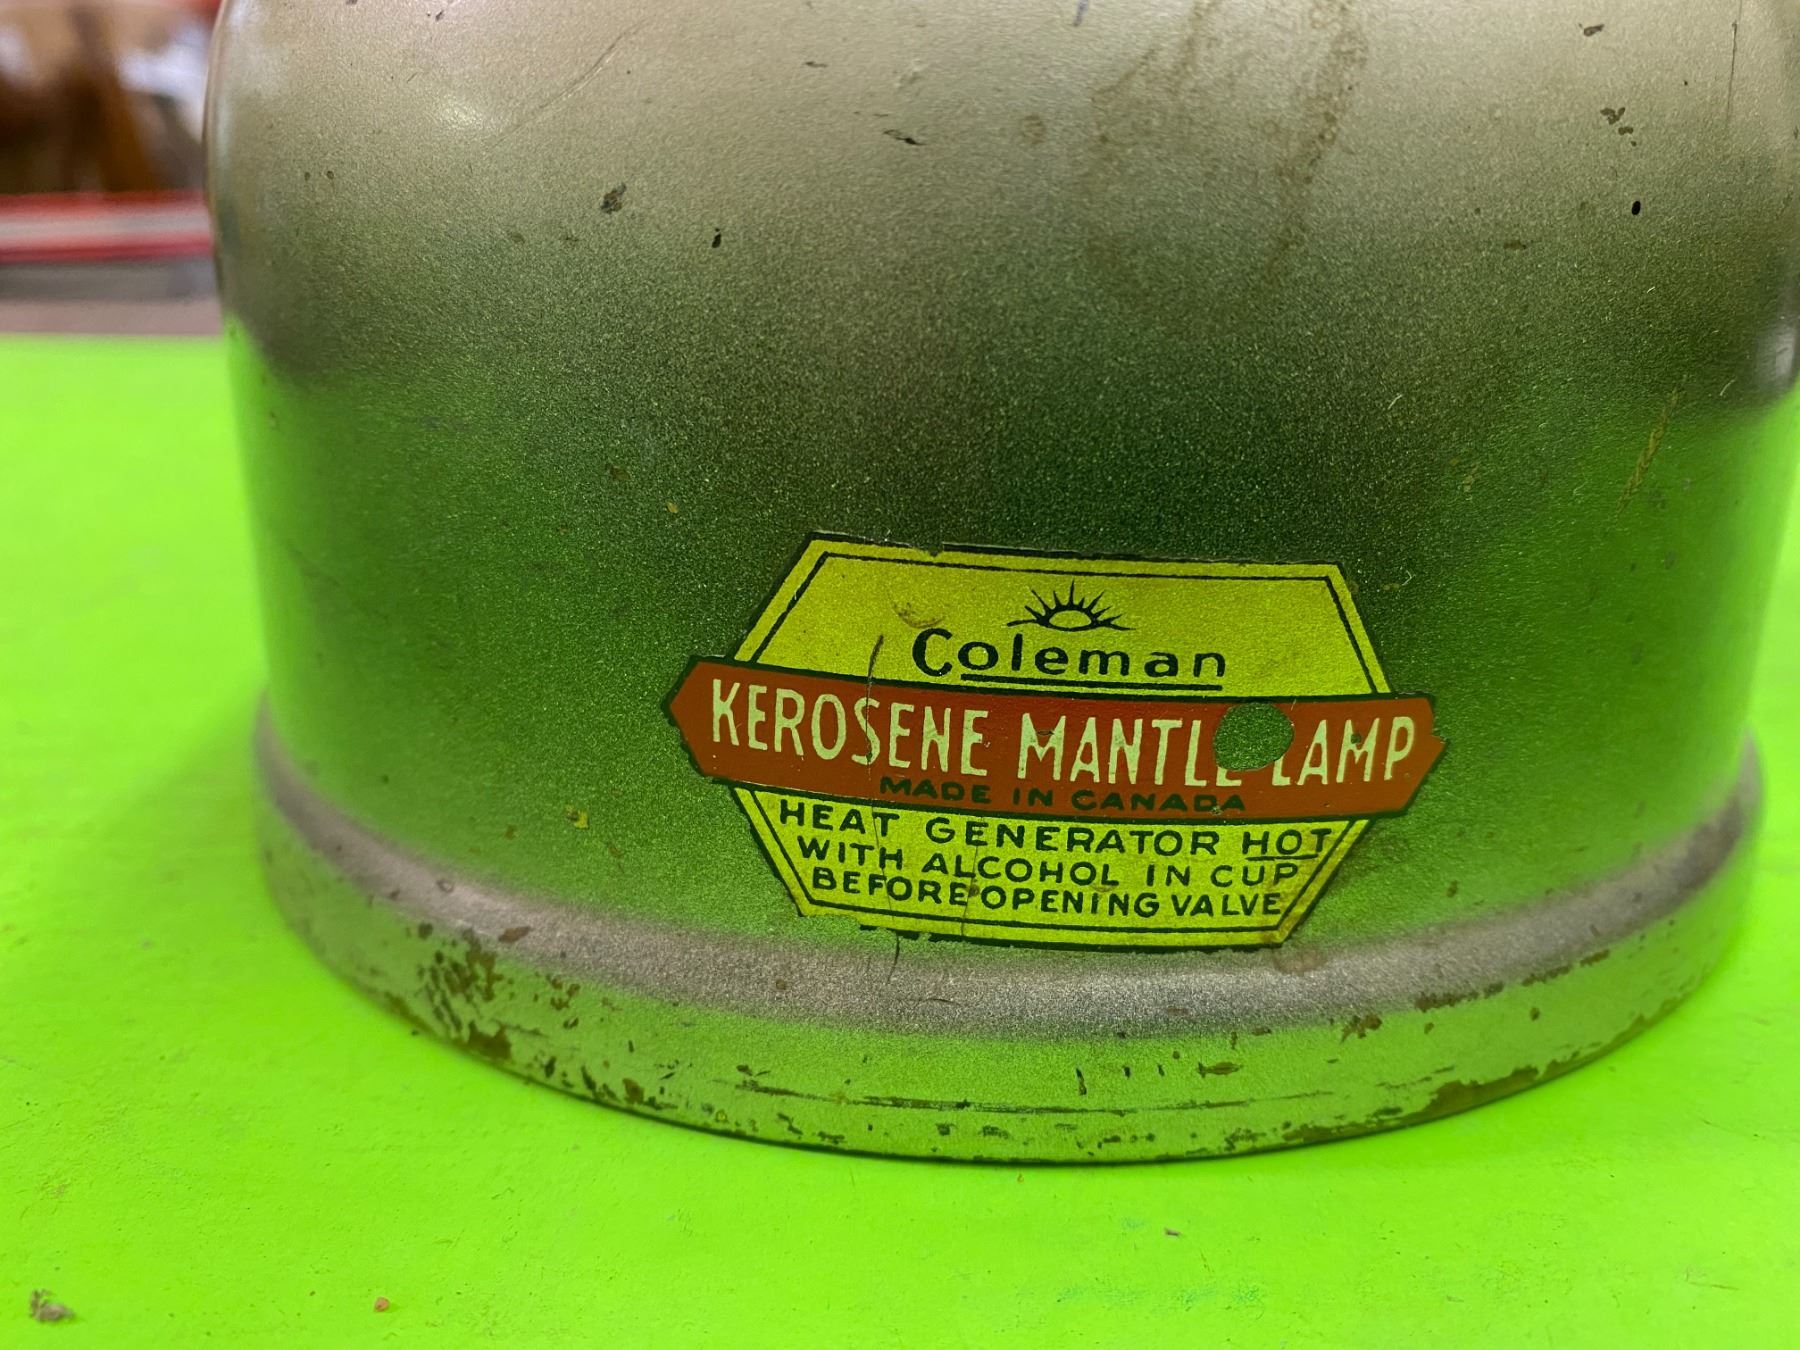 Coleman
KEROSENE MANTLE LAMP
MADE IN CANADA
HEAT GENERATOR HOT
WITH ALCOHOL IN CUP
BEFORE OPENING VALVE